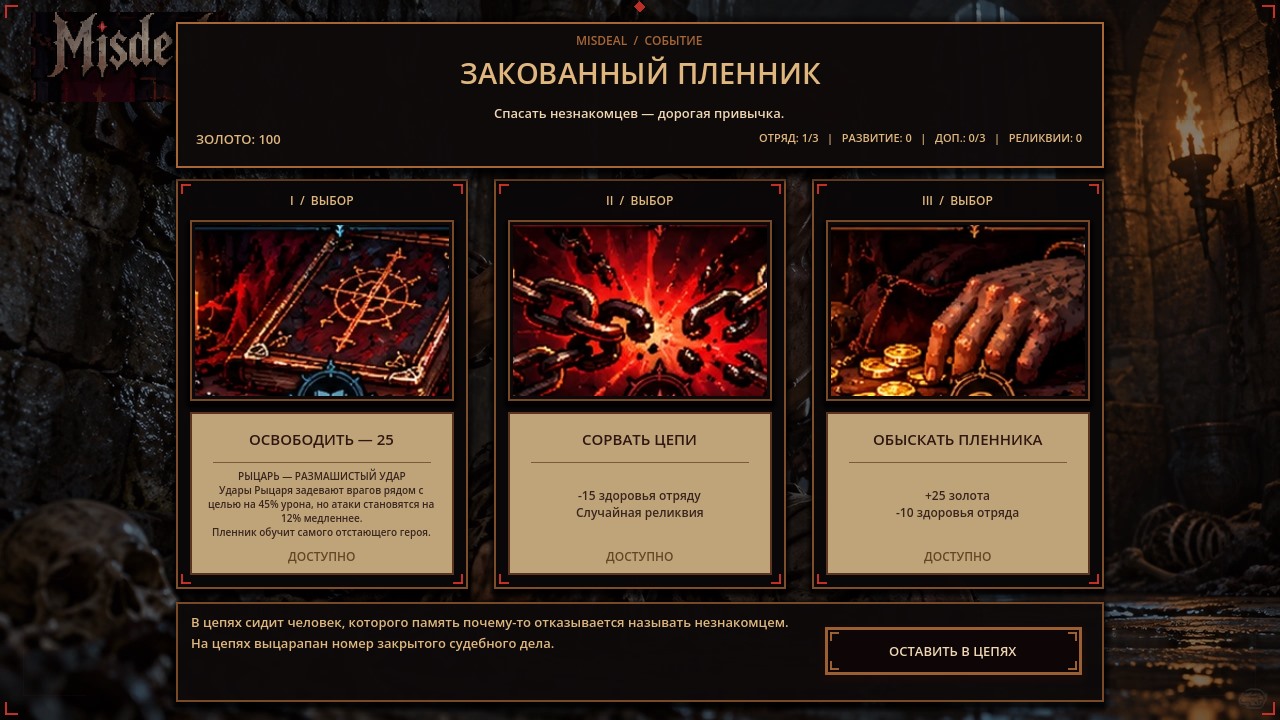 Misde
MISDEAL / СОБЫТИЕ
ЗАКОВАННЫЙ ПЛЕННИК
Спасать незнакомцев — дорогая привычка.
ЗОЛОТО: 100
ОТРЯД: 1/3 | РАЗВИТИЕ: 0 | ДОП.: 0/3 | РЕЛИКВИИ: 0
I / ВЫБОР
ОСВОБОДИТЬ — 25
РЫЦАРЬ — РАЗМАШИСТЫЙ УДАР
Удары Рыцаря задевают врагов рядом с
целью на 45% урона, но атаки становятся на
12% медленнее.
Пленник обучит самого отстающего героя.
ДОСТУПНО
II / ВЫБОР
СОРВАТЬ ЦЕПИ
-15 здоровья отряду
Случайная реликвия
ДОСТУПНО
III / ВЫБОР
ОБЫСКАТЬ ПЛЕННИКА
+25 золота
-10 здоровья отряда
ДОСТУПНО
В цепях сидит человек, которого память почему-то отказывается называть незнакомцем.
На цепях выцарапан номер закрытого судебного дела.
ОСТАВИТЬ В ЦЕПЯХ